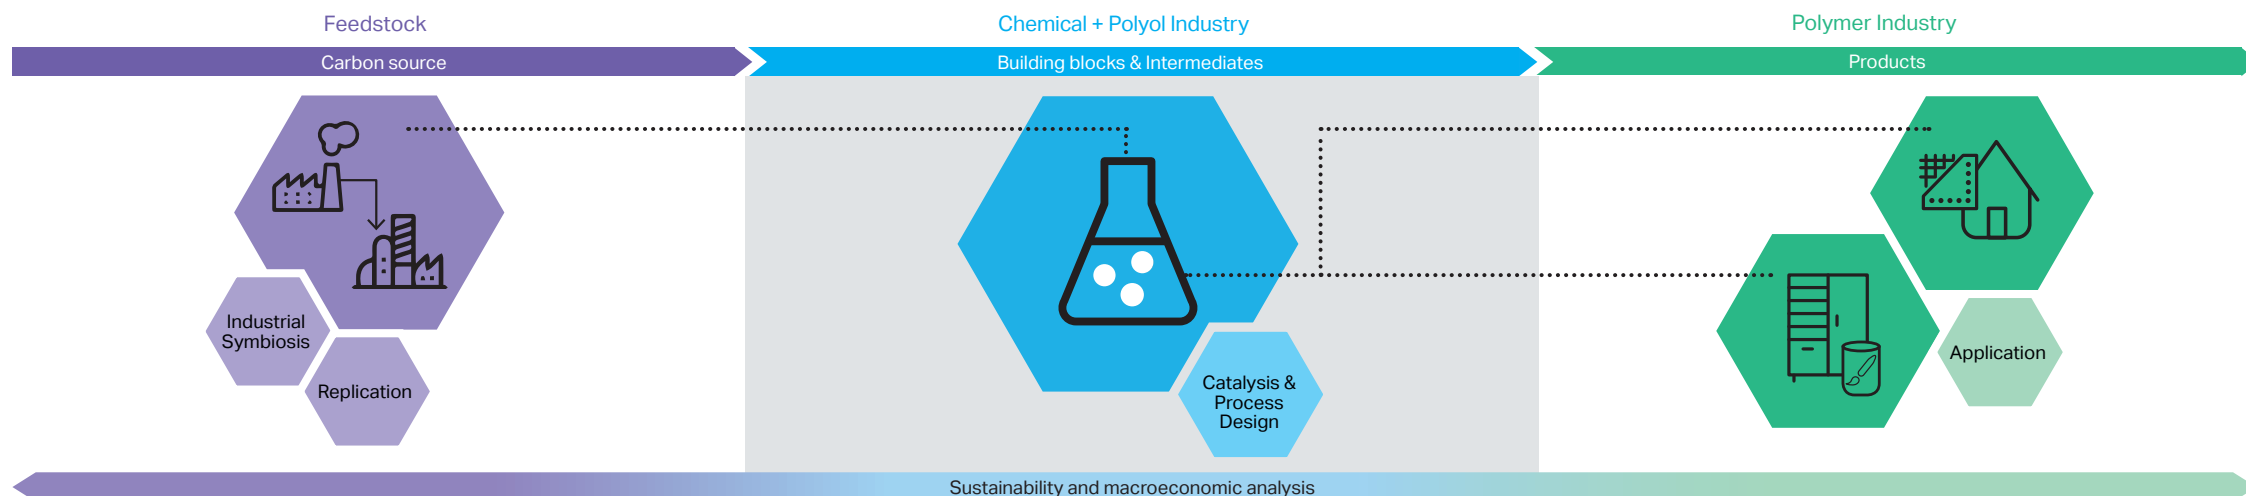 Feedstock
Chemical + Polyol Industry
Polymer Industry
Carbon source
Building blocks & Intermediates
Products
Industrial
Symbiosis
Replication
Catalysis &
Process
Design
Application
Sustainability and macroeconomic analysis